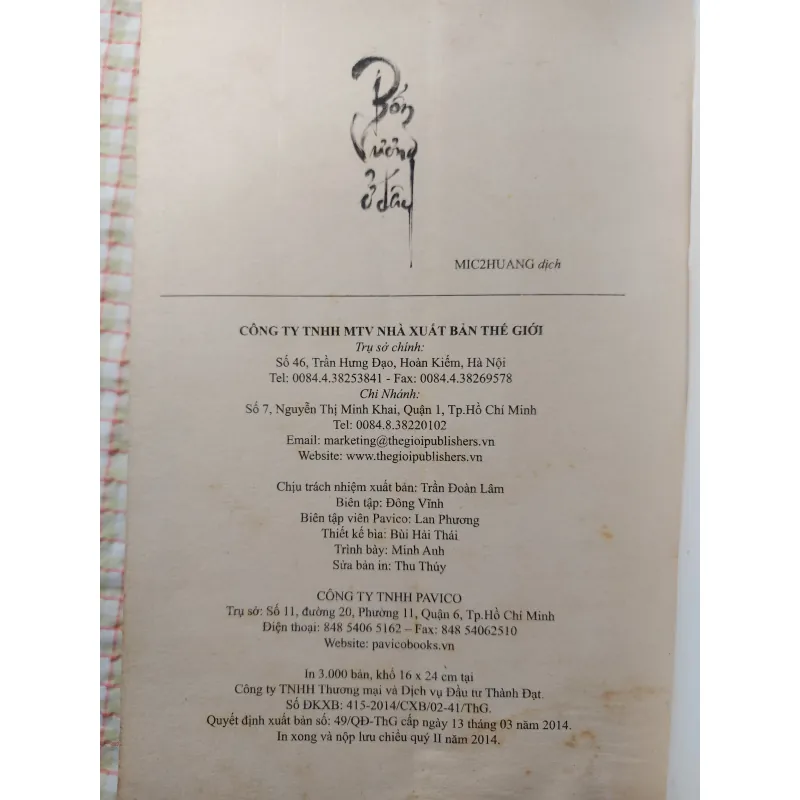 Bổn
Vương
ở đây
MIC2HUANG dịch
CÔNG TY TNHH MTV NHÀ XUẤT BẢN THẾ GIỚI
Trụ sở chính:
Số 46, Trần Hưng Đạo, Hoàn Kiếm, Hà Nội
Tel: 0084.4.38253841 - Fax: 0084.4.38269578
Chi Nhánh:
Số 7, Nguyễn Thị Minh Khai, Quận 1, Tp.Hồ Chí Minh
Tel: 0084.8.38220102
Email: marketing@thegioipublishers.vn
Website: www.thegioipublishers.vn
Chịu trách nhiệm xuất bản: Trần Đoàn Lâm
Biên tập: Đông Vĩnh
Biên tập viên Pavico: Lan Phương
Thiết kế bìa: Bùi Hải Thái
Trình bày: Minh Anh
Sửa bản in: Thu Thủy
CÔNG TY TNHH PAVICO
Trụ sở: Số 11, đường 20, Phường 11, Quận 6, Tp.Hồ Chí Minh
Điện thoại: 848 5406 5162 – Fax: 848 54062510
Website: pavicobooks.vn
In 3.000 bản, khổ 16 x 24 cm tại
Công ty TNHH Thương mại và Dịch vụ Đầu tư Thành Đạt.
Số ĐKXB: 415-2014/CXB/02-41/ThG.
Quyết định xuất bản số: 49/QĐ-ThG cấp ngày 13 tháng 03 năm 2014.
In xong và nộp lưu chiểu quý II năm 2014.